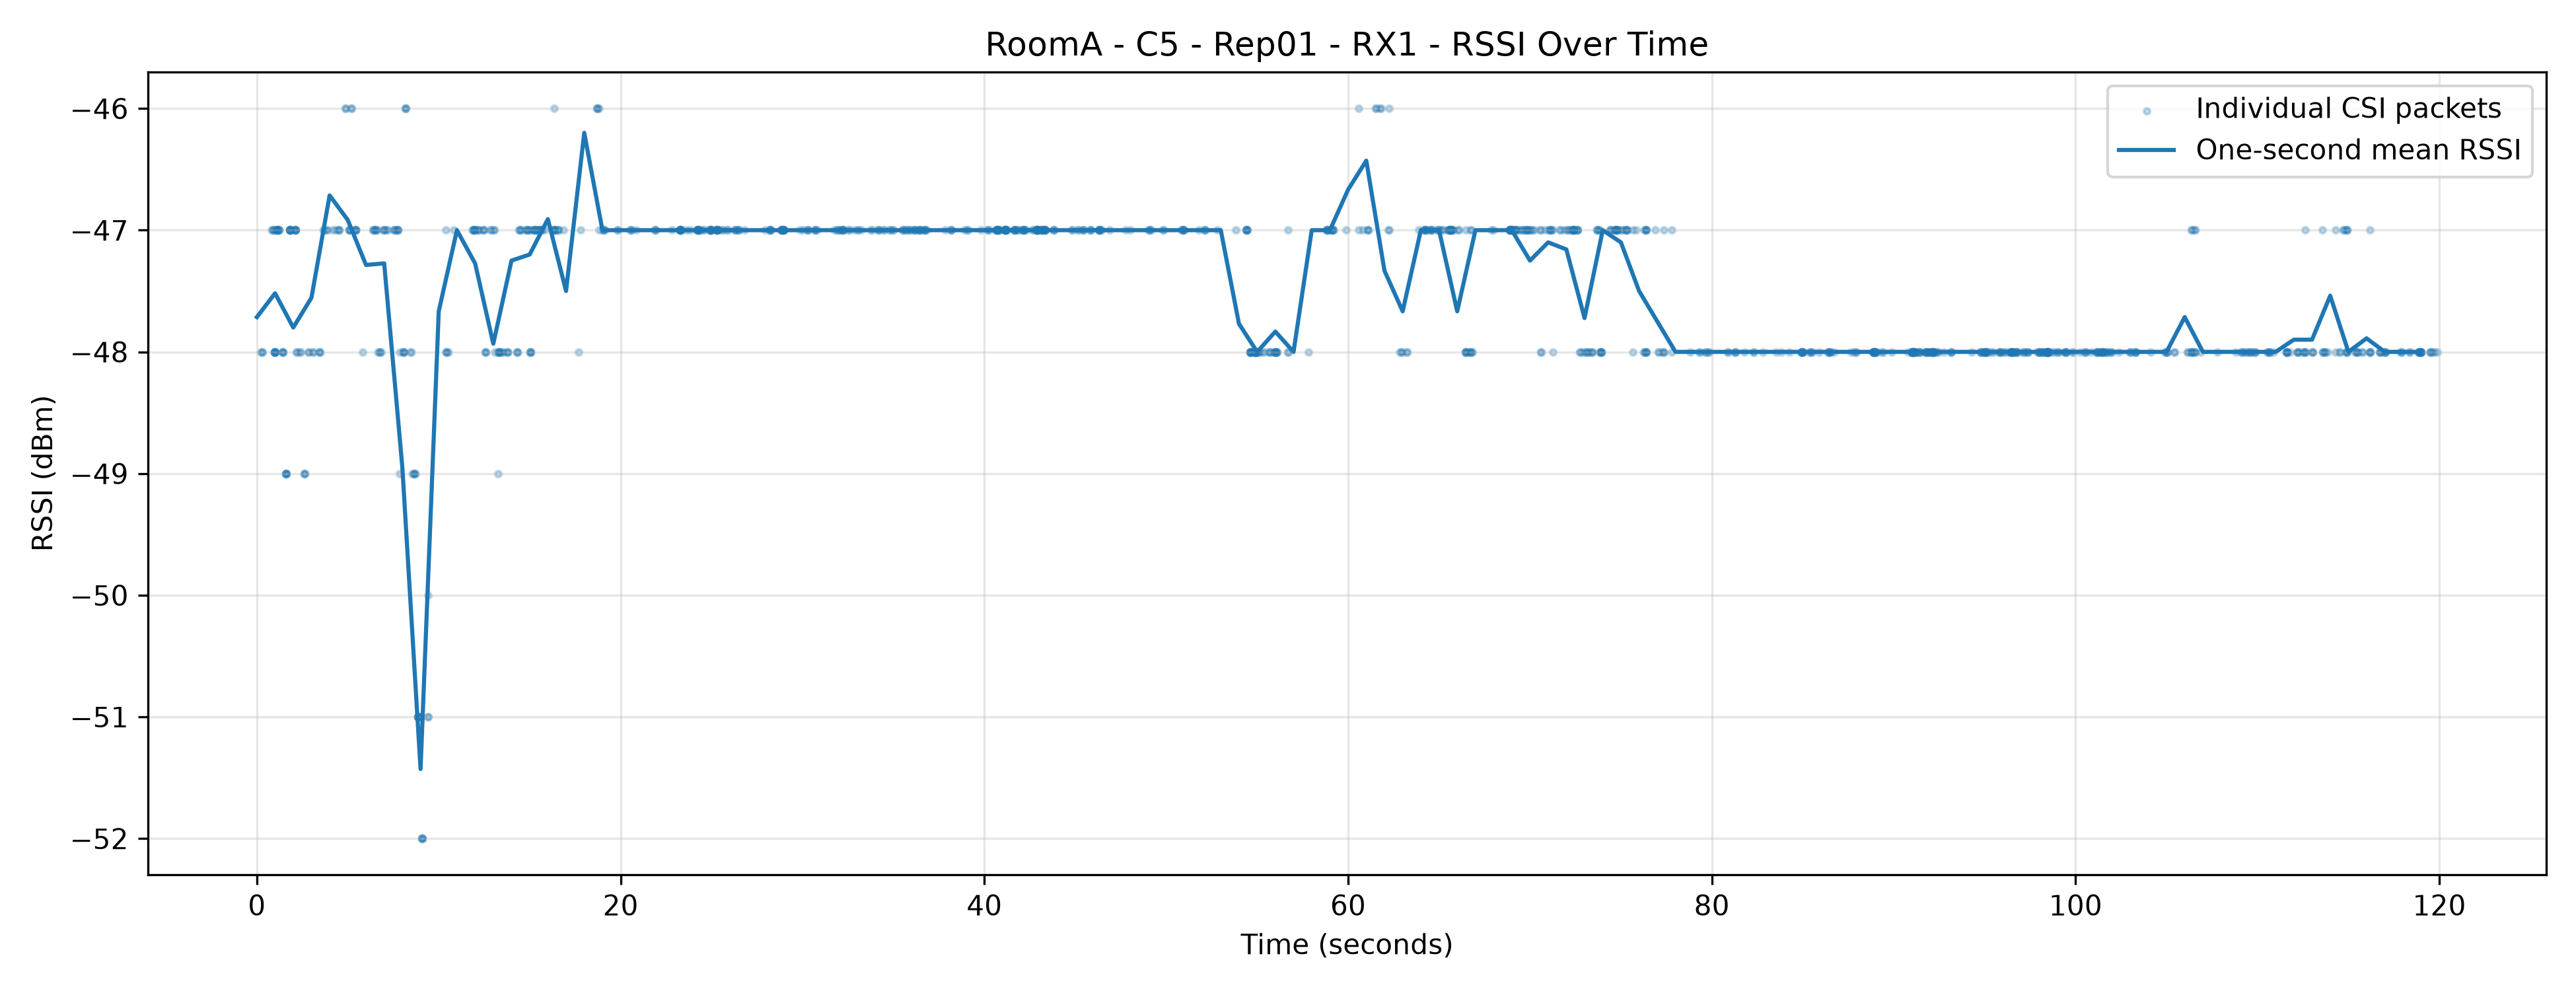 RoomA - C5 - Rep01 - RX1 - RSSI Over Time
Individual CSI packets
One-second mean RSSI
RSSI (dBm)
−46
−47
−48
−49
−50
−51
−52
0 20 40 60 80 100 120
Time (seconds)